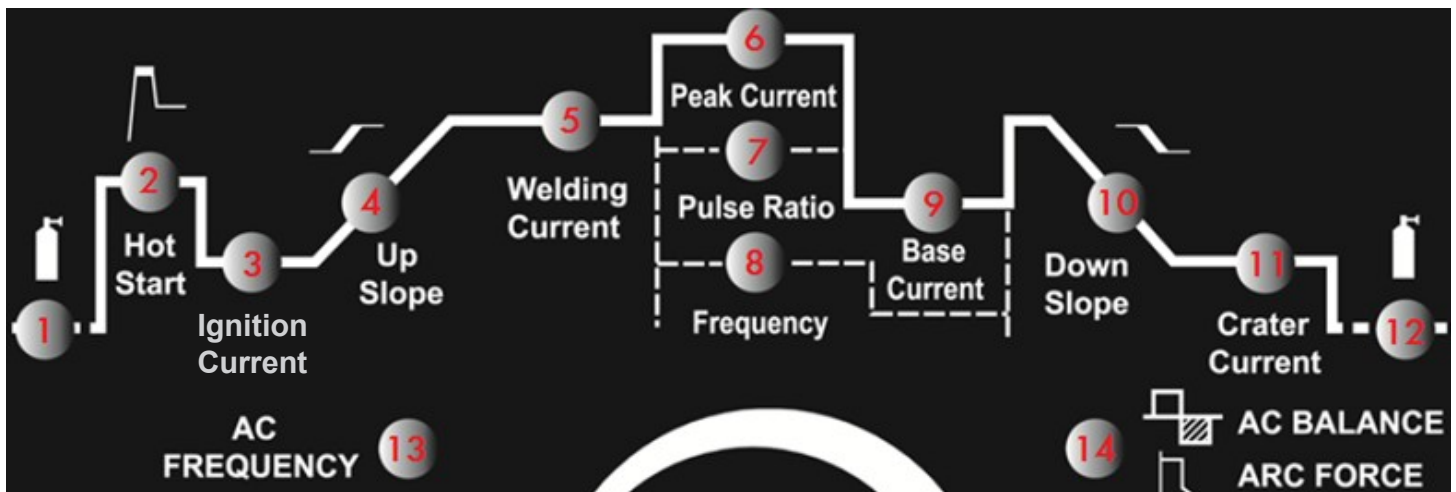 6
Peak Current
5
7
2
Welding
Current
Pulse Ratio
4
9
10
Hot
Start
3
Up
Slope
8
Base
Current
Down
Slope
11
1
Ignition
Current
Frequency
Crater
Current
12
AC
FREQUENCY
13
14
AC BALANCE
ARC FORCE